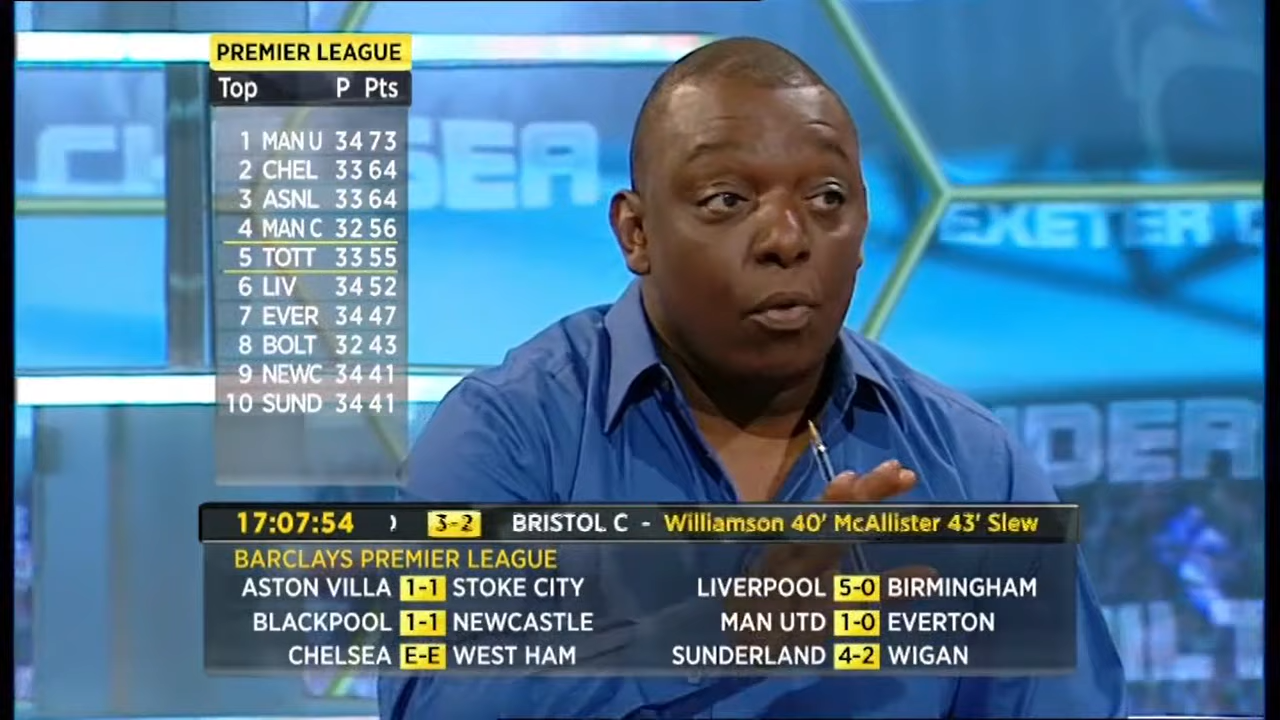 PREMIER LEAGUE
Top P Pts
1 MAN U 34 73
2 CHEL 33 64
3 ASNL 33 64
4 MAN C 32 56
5 TOTT 33 55
6 LIV 34 52
7 EVER 34 47
8 BOLT 32 43
9 NEWC 34 41
10 SUND 34 41
SEA
EXETER
17:07:54 3-2 BRISTOL C - Williamson 40' McAllister 43' Slew
BARCLAYS PREMIER LEAGUE
ASTON VILLA 1-1 STOKE CITY
LIVERPOOL 5-0 BIRMINGHAM
BLACKPOOL 1-1 NEWCASTLE
MAN UTD 1-0 EVERTON
CHELSEA E-E WEST HAM
SUNDERLAND 4-2 WIGAN